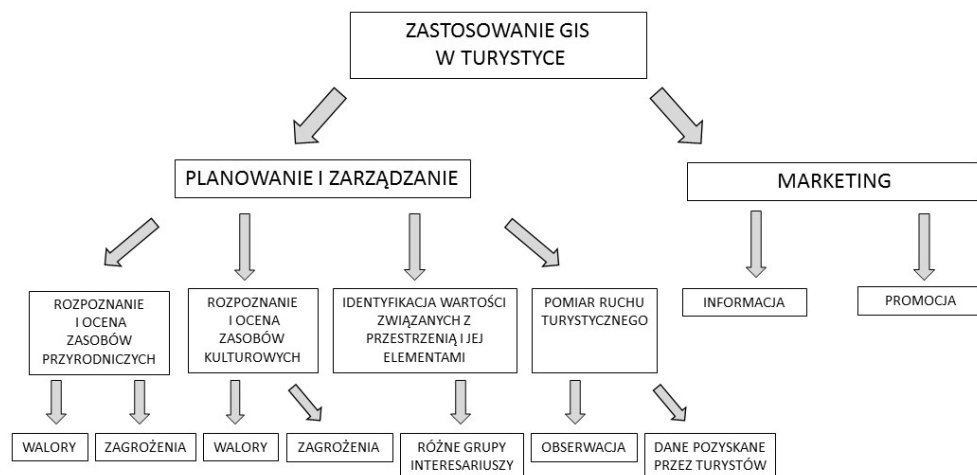 ZASTOSOWANIE GIS
W TURYSTYCE
PLANOWANIE I ZARZĄDZANIE
MARKETING
ROZPOZNANIE
I OCENA
ZASOBÓW
PRZYRODNICZYCH
ROZPOZNANIE
I OCENA
ZASOBÓW
KULTUROWYCH
IDENTYFIKACJA WARTOŚCI
ZWIĄZANYCH Z
PRZESTRZENIĄ I JEJ
ELEMENTAMI
POMIAR RUCHU
TURYSTYCZNEGO
INFORMACJA
PROMOCJA
WALORY
ZAGROŻENIA
WALORY
ZAGROŻENIA
RÓŻNE GRUPY
INTERESARIUSZY
OBSERWACJA
DANE POZYSKANE
PRZEZ TURYSTÓW